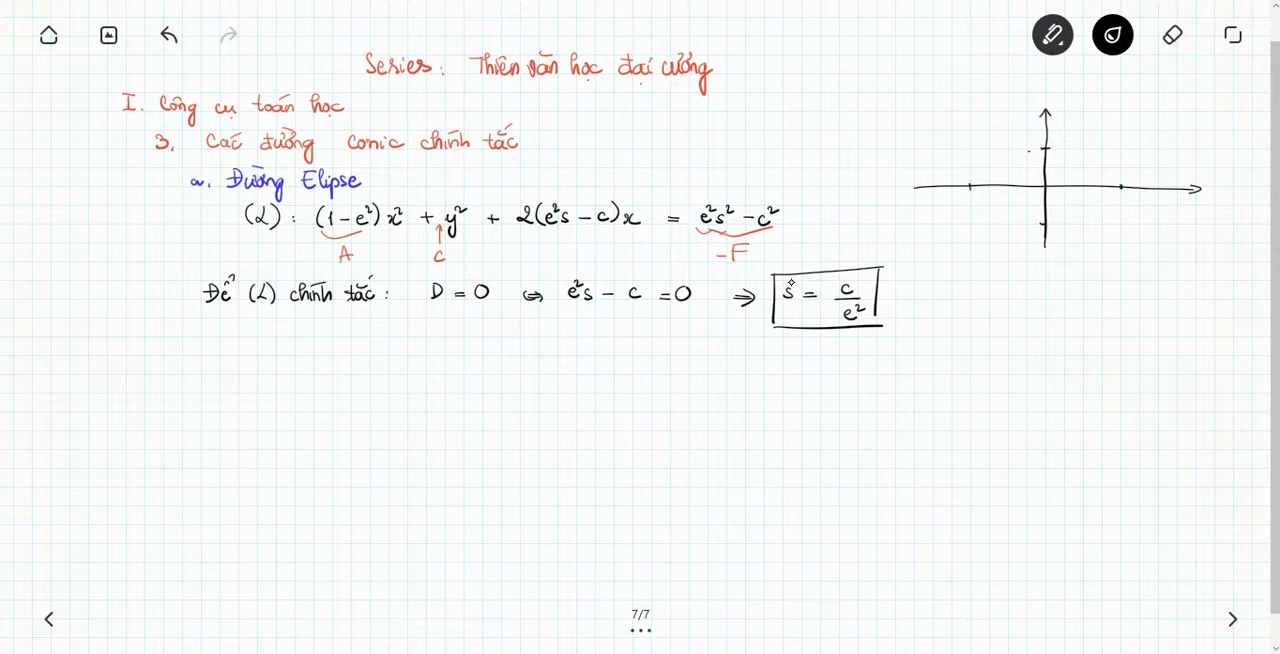 Series: Thiên văn học đại cương
I. Công cụ toán học
3. Các đường Conic chính tắc
a. Đường Elipse
(L): (1-e²)x² + y² + 2(e²s - c)x = e²s² - c²
A C -F
Để (L) chính tắc: D = 0 ⇔ e²s - c = 0 ⇒ s = c/e²
7/7